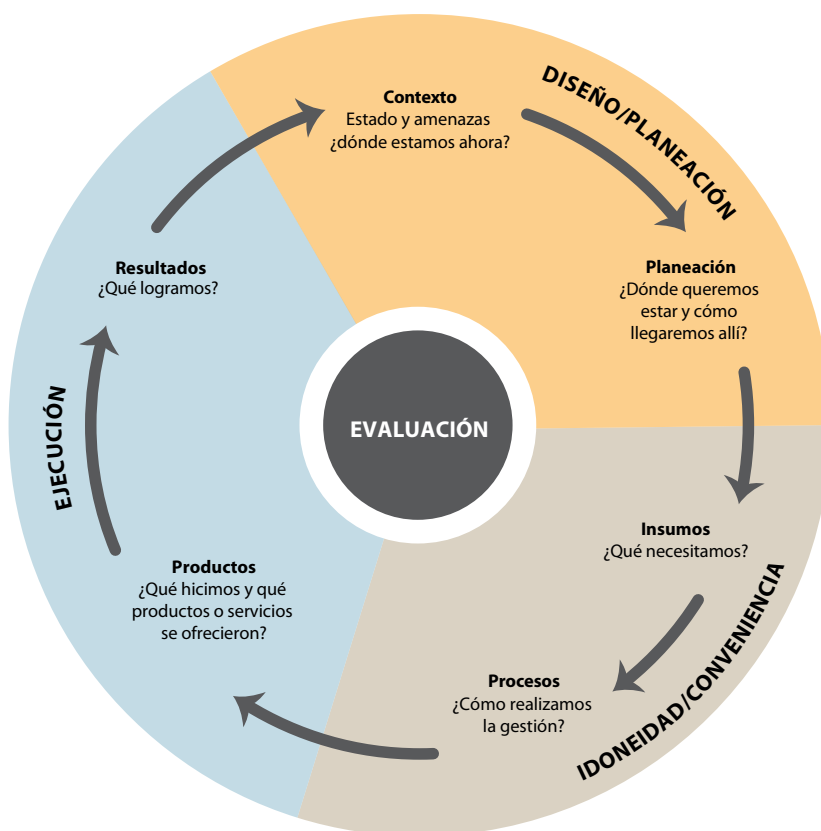 DISEÑO/PLANEACIÓN
Contexto
Estado y amenazas
¿dónde estamos ahora?
Planeación
¿Dónde queremos
estar y cómo
llegaremos allí?
IDONEIDAD/CONVENIENCIA
Insumos
¿Qué necesitamos?
Procesos
¿Cómo realizamos
la gestión?
EJECUCIÓN
Productos
¿Qué hicimos y qué
productos o servicios
se ofrecieron?
Resultados
¿Qué logramos?
EVALUACIÓN